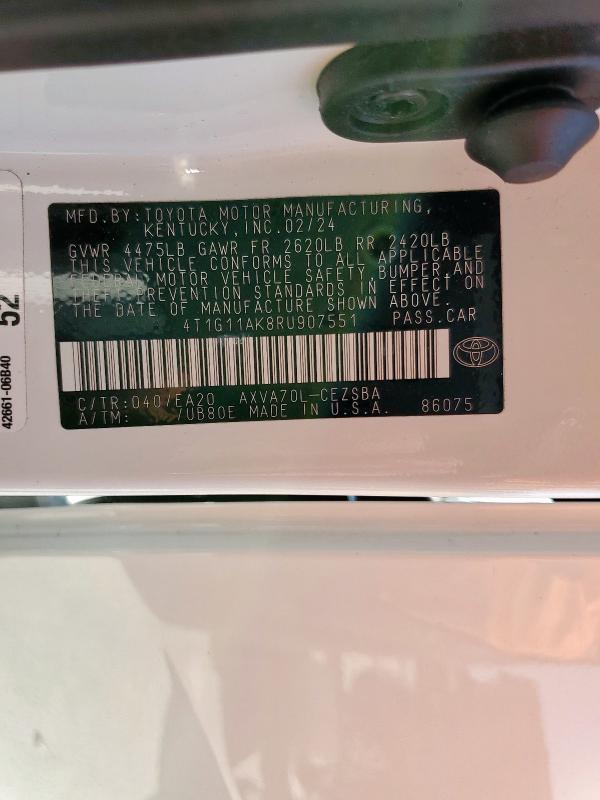 MFD.BY:TOYOTA MOTOR MANUFACTURING,
KENTUCKY,INC.02/24
GVWR 4475LB GAWR FR 2620LB RR 2420LB
THIS VEHICLE CONFORMS TO ALL APPLICABLE
FEDERAL MOTOR VEHICLE SAFETY,BUMPER,AND
THEFT PREVENTION STANDARDS IN EFFECT ON
THE DATE OF MANUFACTURE SHOWN ABOVE.
4T1G11AK8RU907551 PASS.CAR
C/TR:040/EA20 AXVA70L-CEZSBA
A/TM: /UB80E MADE IN U.S.A. 86075
42661-06B40
52